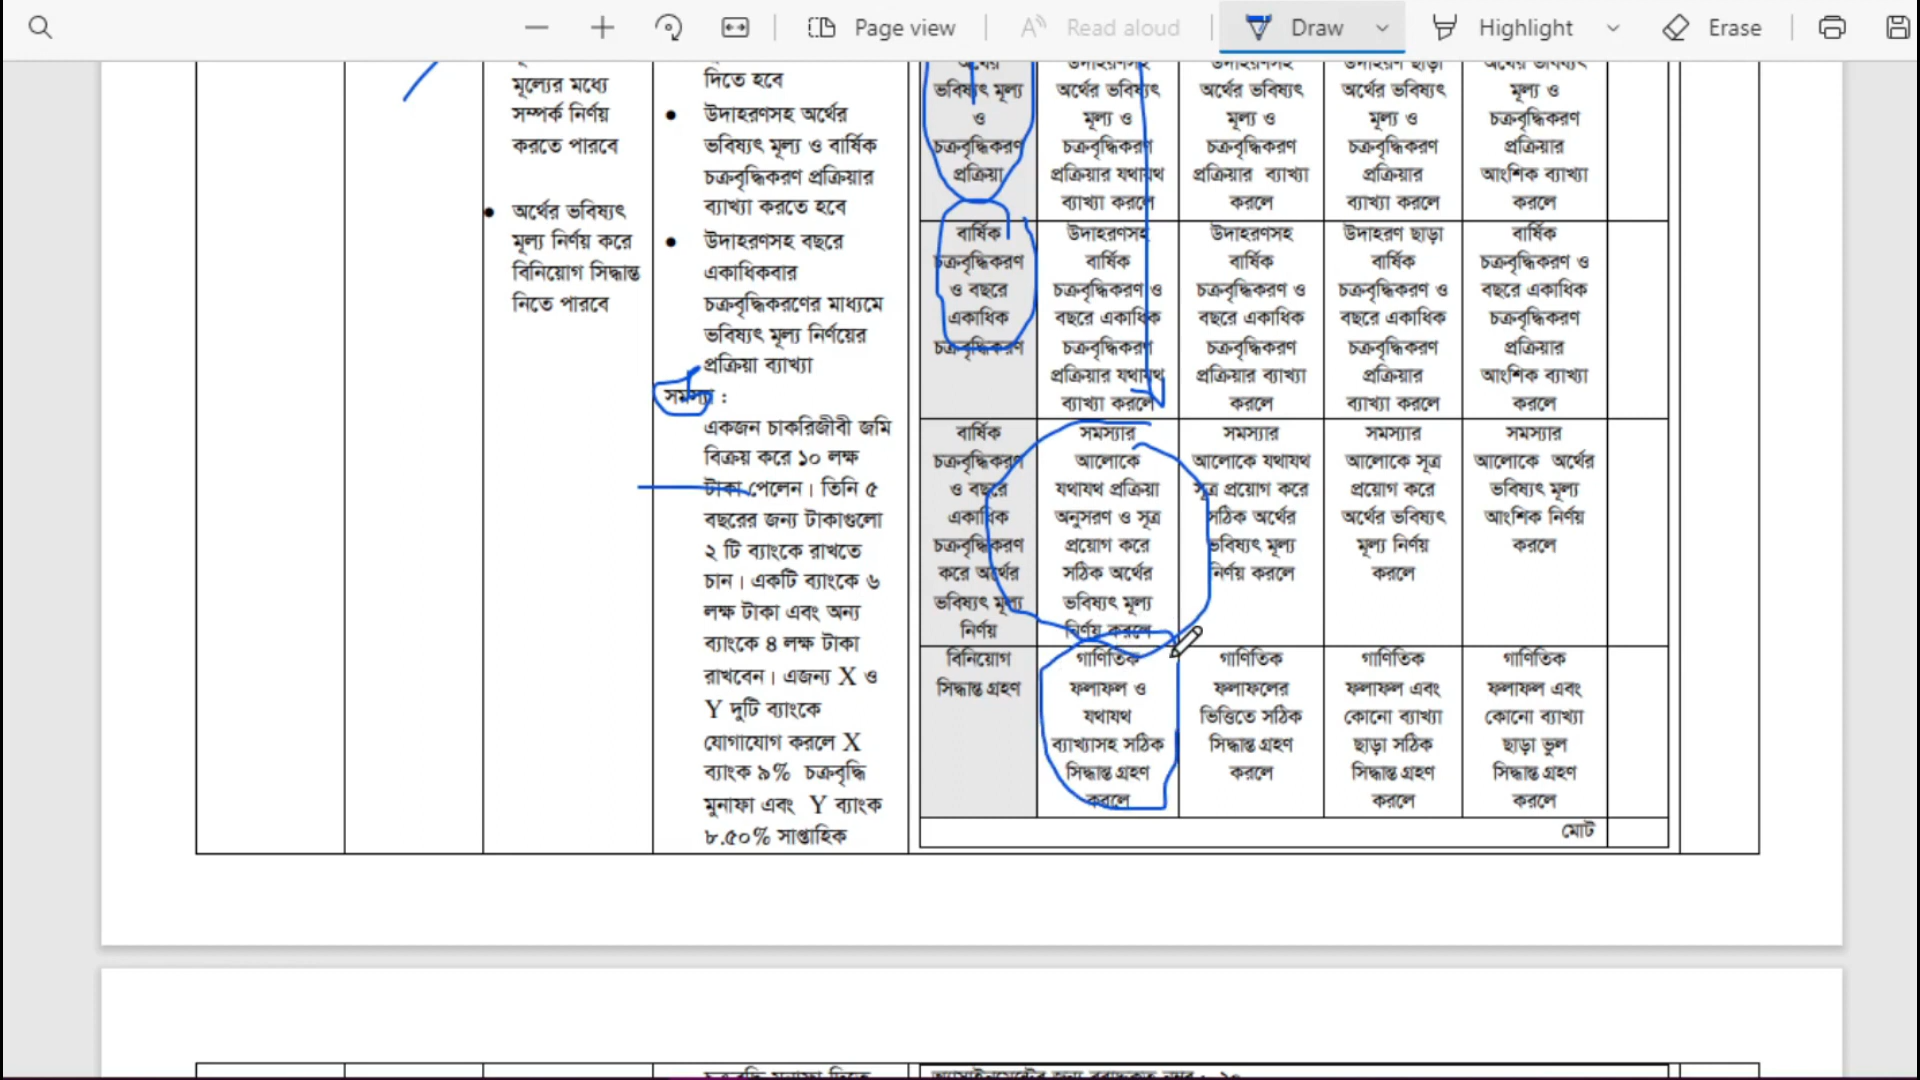 Page view
Read aloud
Draw
Highlight
Erase
মূল্যের মধ্যে
সম্পর্ক নির্ণয়
করতে পারবে
অর্থের ভবিষ্যৎ
মূল্য নির্ণয় করে
বিনিয়োগ সিদ্ধান্ত
নিতে পারবে
দিতে হবে
উদাহরণসহ অর্থের
ভবিষ্যৎ মূল্য ও বার্ষিক
চক্রবৃদ্ধিকরণ প্রক্রিয়ার
ব্যাখ্যা করতে হবে
উদাহরণসহ বছরে
একাধিকবার
চক্রবৃদ্ধিকরণের মাধ্যমে
ভবিষ্যৎ মূল্য নির্ণয়ের
প্রক্রিয়া ব্যাখ্যা
সমস্যা :
একজন চাকরিজীবী জমি
বিক্রয় করে ১০ লক্ষ
টাকা পেলেন। তিনি ৫
বছরের জন্য টাকাগুলো
২ টি ব্যাংকে রাখতে
চান। একটি ব্যাংকে ৬
লক্ষ টাকা এবং অন্য
ব্যাংকে ৪ লক্ষ টাকা
রাখবেন। এজন্য X ও
Y দুটি ব্যাংকে
যোগাযোগ করলে X
ব্যাংক ৯% চক্রবৃদ্ধি
মুনাফা এবং Y ব্যাংক
৮.৫০% সাপ্তাহিক
অর্থের
ভবিষ্যৎ মূল্য
ও
চক্রবৃদ্ধিকরণ
প্রক্রিয়া
উদাহরণসহ
অর্থের ভবিষ্যৎ
মূল্য ও
চক্রবৃদ্ধিকরণ
প্রক্রিয়ার যথাযথ
ব্যাখ্যা করলে
উদাহরণসহ
অর্থের ভবিষ্যৎ
মূল্য ও
চক্রবৃদ্ধিকরণ
প্রক্রিয়ার ব্যাখ্যা
করলে
উদাহরণ ছাড়া
অর্থের ভবিষ্যৎ
মূল্য ও
চক্রবৃদ্ধিকরণ
প্রক্রিয়ার
ব্যাখ্যা করলে
অর্থের ভবিষ্যৎ
মূল্য ও
চক্রবৃদ্ধিকরণ
প্রক্রিয়ার
আংশিক ব্যাখ্যা
করলে
বার্ষিক
চক্রবৃদ্ধিকরণ
ও বছরে
একাধিক
চক্রবৃদ্ধিকরণ
উদাহরণসহ
বার্ষিক
চক্রবৃদ্ধিকরণ ও
বছরে একাধিক
চক্রবৃদ্ধিকরণ
প্রক্রিয়ার যথাযথ
ব্যাখ্যা করলে
উদাহরণসহ
বার্ষিক
চক্রবৃদ্ধিকরণ ও
বছরে একাধিক
চক্রবৃদ্ধিকরণ
প্রক্রিয়ার ব্যাখ্যা
করলে
উদাহরণ ছাড়া
বার্ষিক
চক্রবৃদ্ধিকরণ ও
বছরে একাধিক
চক্রবৃদ্ধিকরণ
প্রক্রিয়ার
ব্যাখ্যা করলে
বার্ষিক
চক্রবৃদ্ধিকরণ ও
বছরে একাধিক
চক্রবৃদ্ধিকরণ
প্রক্রিয়ার
আংশিক ব্যাখ্যা
করলে
বার্ষিক
চক্রবৃদ্ধিকরণ
ও বছরে
একাধিক
চক্রবৃদ্ধিকরণ
করে অর্থের
ভবিষ্যৎ মূল্য
নির্ণয়
সমস্যার
আলোকে
যথাযথ প্রক্রিয়া
অনুসরণ ও সূত্র
প্রয়োগ করে
সঠিক অর্থের
ভবিষ্যৎ মূল্য
নির্ণয় করলে
সমস্যার
আলোকে যথাযথ
সূত্র প্রয়োগ করে
সঠিক অর্থের
ভবিষ্যৎ মূল্য
নির্ণয় করলে
সমস্যার
আলোকে সূত্র
প্রয়োগ করে
অর্থের ভবিষ্যৎ
মূল্য নির্ণয়
করলে
সমস্যার
আলোকে অর্থের
ভবিষ্যৎ মূল্য
আংশিক নির্ণয়
করলে
বিনিয়োগ
সিদ্ধান্ত গ্রহণ
গাণিতিক
ফলাফল ও
যথাযথ
ব্যাখ্যাসহ সঠিক
সিদ্ধান্ত গ্রহণ
করলে
গাণিতিক
ফলাফলের
ভিত্তিতে সঠিক
সিদ্ধান্ত গ্রহণ
করলে
গাণিতিক
ফলাফল এবং
কোনো ব্যাখ্যা
ছাড়া সঠিক
সিদ্ধান্ত গ্রহণ
করলে
গাণিতিক
ফলাফল এবং
কোনো ব্যাখ্যা
ছাড়া ভুল
সিদ্ধান্ত গ্রহণ
করলে
মোট